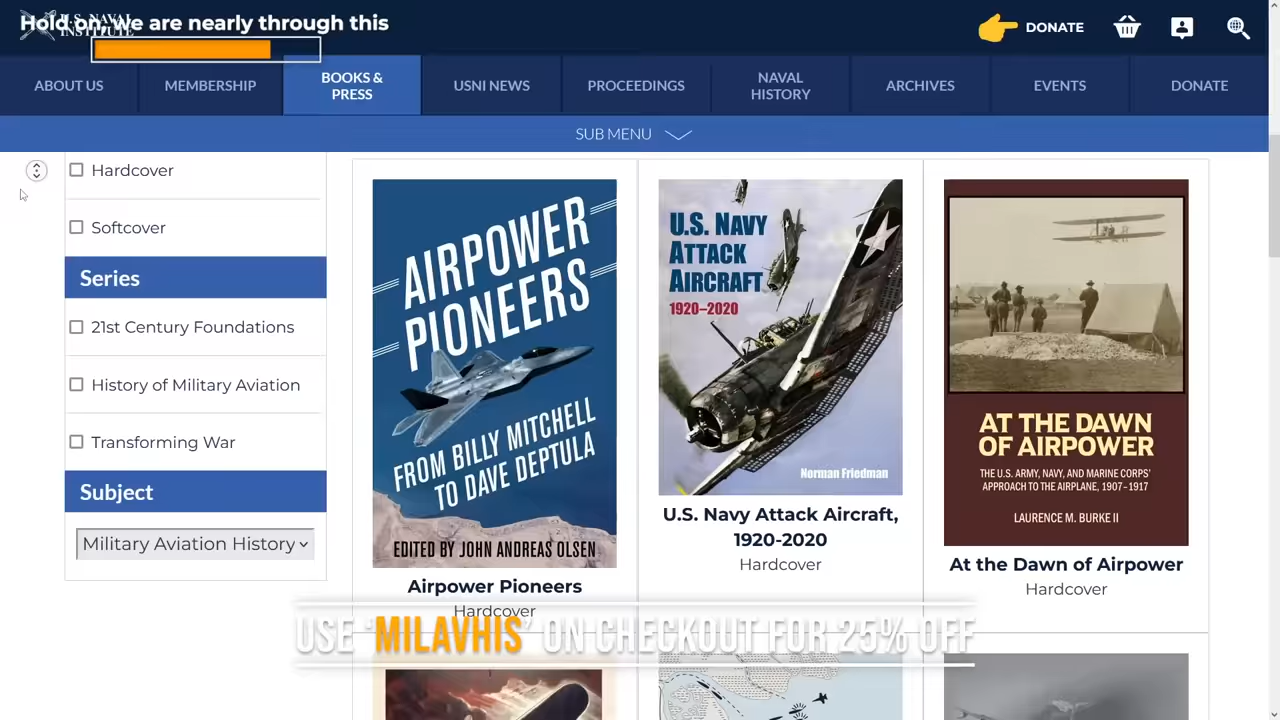 Hold on, we are nearly through this
U.S. NAVAL
INSTITUTE
DONATE
ABOUT US
MEMBERSHIP
BOOKS &
PRESS
USNI NEWS
PROCEEDINGS
NAVAL
HISTORY
ARCHIVES
EVENTS
DONATE
SUB MENU
Hardcover
Softcover
Series
21st Century Foundations
History of Military Aviation
Transforming War
Subject
Military Aviation History
AIRPOWER
PIONEERS
FROM BILLY MITCHELL
TO DAVE DEPTULA
EDITED BY JOHN ANDREAS OLSEN
Airpower Pioneers
Hardcover
U.S. NAVY
ATTACK
AIRCRAFT
1920–2020
Norman Friedman
U.S. Navy Attack Aircraft,
1920-2020
Hardcover
AT THE DAWN
OF AIRPOWER
THE U.S. ARMY, NAVY, AND MARINE CORPS'
APPROACH TO THE AIRPLANE, 1907–1917
LAURENCE M. BURKE II
At the Dawn of Airpower
Hardcover
USE 'MILAVHIS' ON CHECKOUT FOR 25% OFF